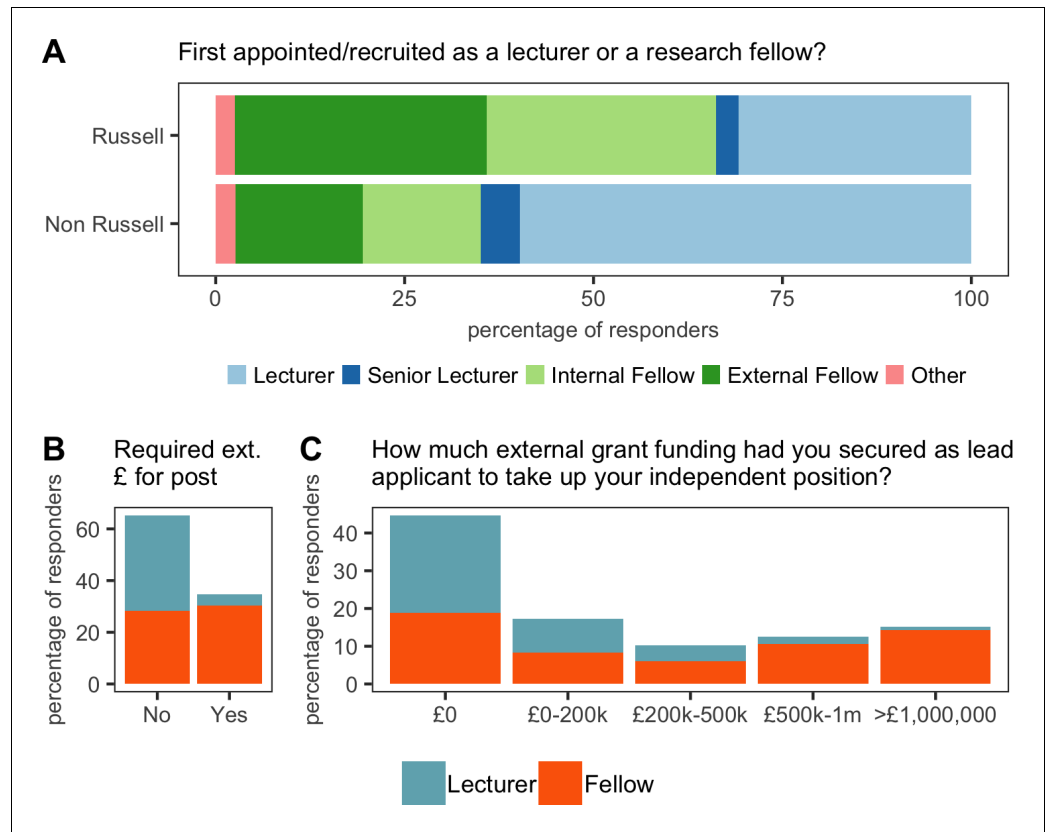 A
First appointed/recruited as a lecturer or a research fellow?
Russell
Non Russell
0 25 50 75 100
percentage of responders
Lecturer Senior Lecturer Internal Fellow External Fellow Other
B
Required ext.
£ for post
percentage of responders
60
40
20
0
No Yes
C
How much external grant funding had you secured as lead
applicant to take up your independent position?
percentage of responders
40
30
20
10
0
£0 £0-200k £200k-500k £500k-1m >£1,000,000
Lecturer Fellow